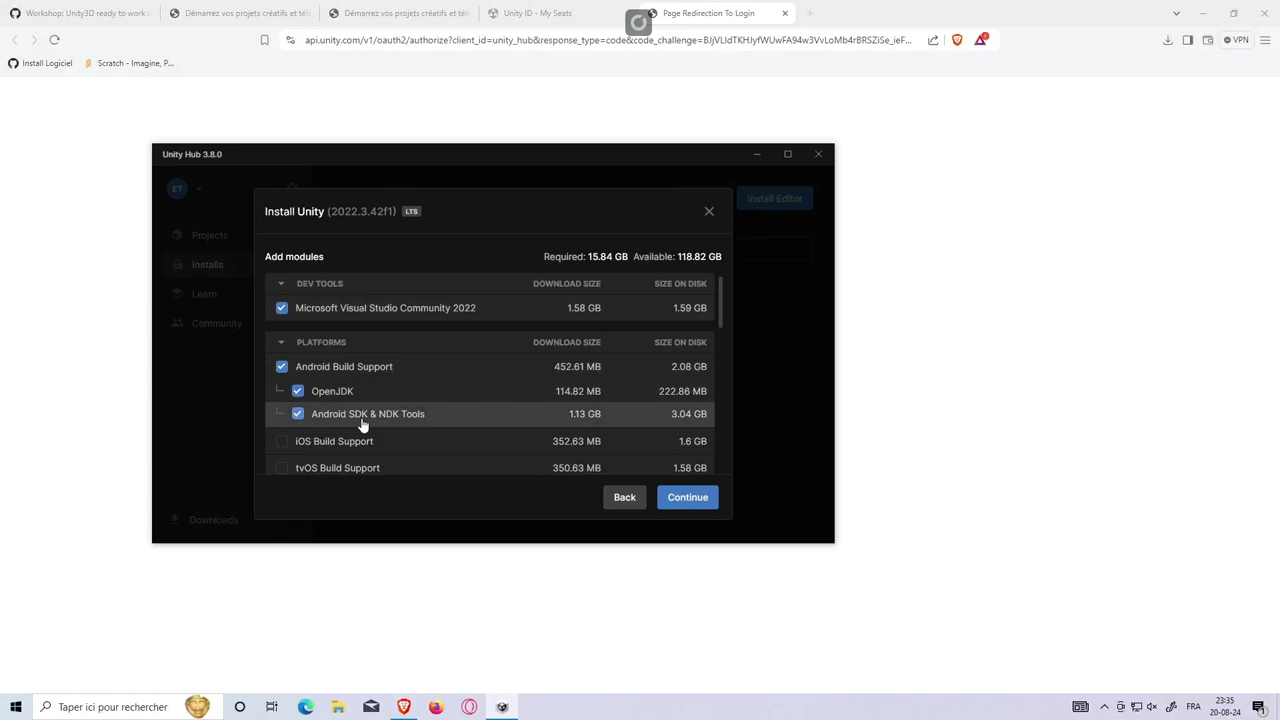 Workshop: Unity3D ready to work i
Démarrez vos projets créatifs et télé
Démarrez vos projets créatifs et télé
Unity ID - My Seats
Page Redirection To Login
api.unity.com/v1/oauth2/authorize?client_id=unity_hub&response_type=code&code_challenge=BJjVLIdTKHJyfWUwFA94w3VvLoMb4rBRSZiSe_ieF...
VPN
Install Logiciel
Scratch - Imagine, P...
Unity Hub 3.8.0
ET
Install Editor
Install Unity (2022.3.42f1) LTS
Projects
Installs
Learn
Community
Downloads
Add modules Required: 15.84 GB Available: 118.82 GB
DEV TOOLS DOWNLOAD SIZE SIZE ON DISK
Microsoft Visual Studio Community 2022 1.58 GB 1.59 GB
PLATFORMS DOWNLOAD SIZE SIZE ON DISK
Android Build Support 452.61 MB 2.08 GB
OpenJDK 114.82 MB 222.86 MB
Android SDK & NDK Tools 1.13 GB 3.04 GB
iOS Build Support 352.63 MB 1.6 GB
tvOS Build Support 350.63 MB 1.58 GB
Back Continue
Taper ici pour rechercher
FRA
23:35
20-08-24